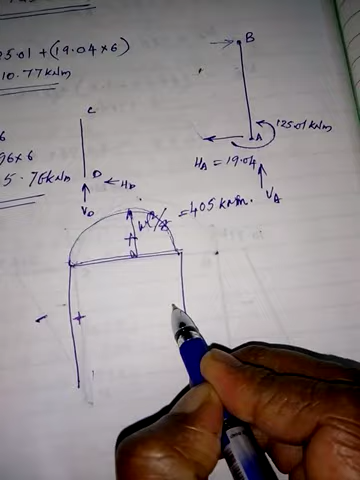 5.01 + (19.04 x 6)
10.77 kNm
B
125.01 kNm
A
HA = 19.04
VA
C
6
96 x 6
5.76 kNm
D
HD
VD
wl²/8 = 405 kNm.
+
-
+